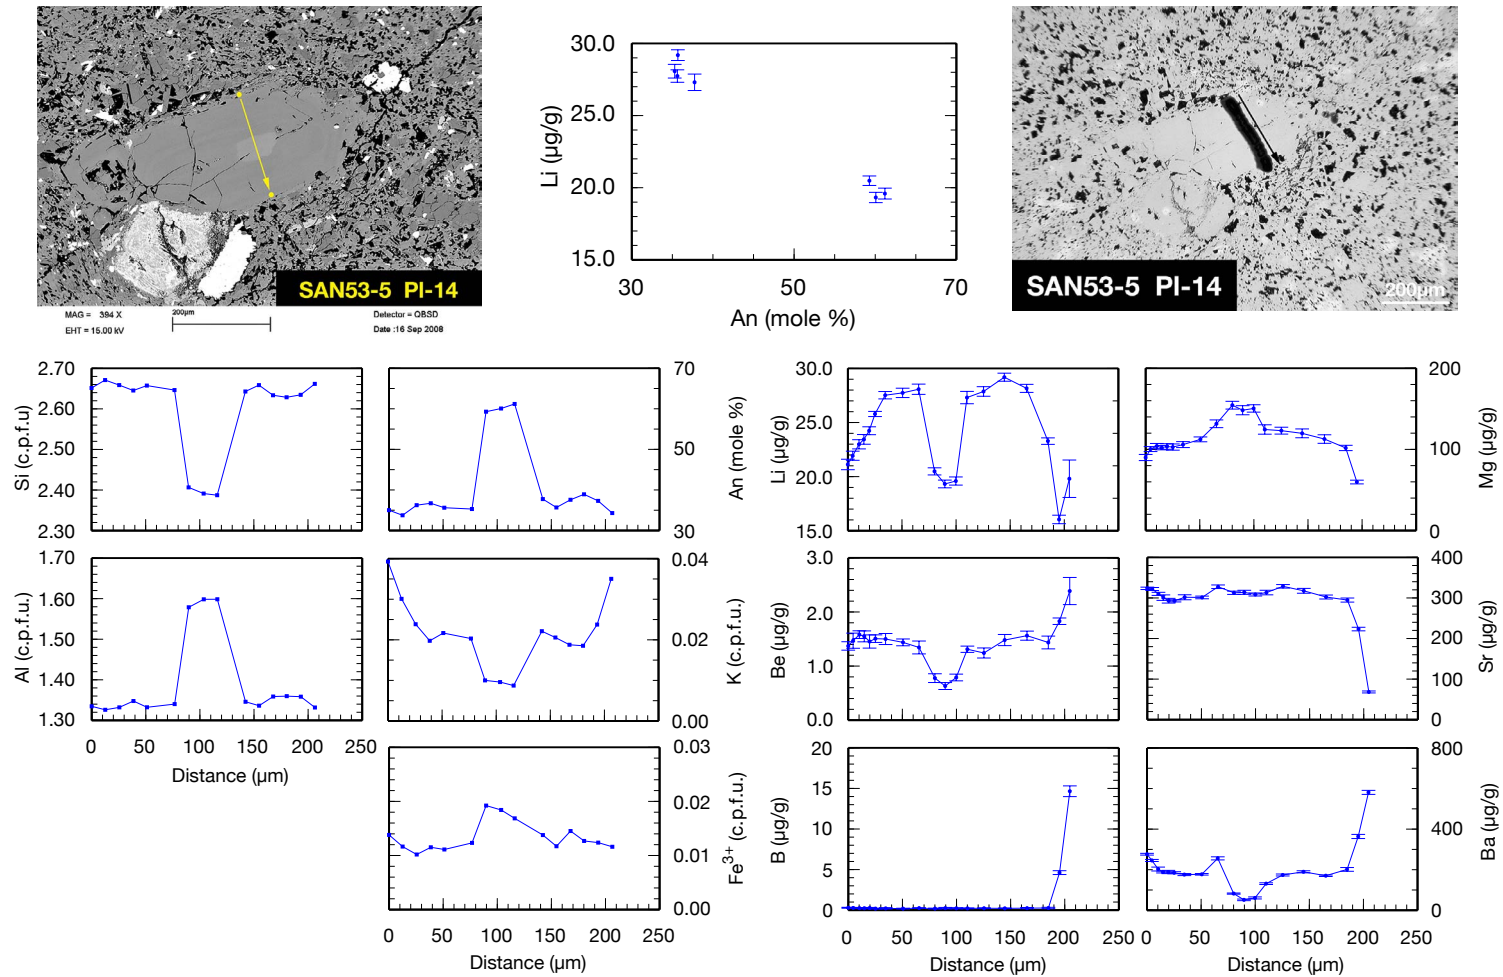 SAN53-5 PI-14
MAG = 394 X
200µm
Detector = QBSD
EHT = 15.00 kV
Date :16 Sep 2008
30.0
25.0
20.0
15.0
Li (µg/g)
30
50
70
An (mole %)
SAN53-5 PI-14
200µm
2.70
2.60
2.50
2.40
2.30
Si (c.p.f.u)
70
50
30
An (mole %)
30.0
25.0
20.0
15.0
Li (µg/g)
200
100
0
Mg (µg/g)
1.70
1.60
1.50
1.40
1.30
Al (c.p.f.u.)
0 50 100 150 200 250
Distance (µm)
0.04
0.02
0.00
K (c.p.f.u.)
3.0
2.0
1.0
0.0
Be (µg/g)
400
300
200
100
0
Sr (µg/g)
0.03
0.02
0.01
0.00
Fe3+ (c.p.f.u.)
0 50 100 150 200 250
Distance (µm)
20
15
10
5
0
B (µg/g)
0 50 100 150 200 250
Distance (µm)
800
400
0
Ba (µg/g)
0 50 100 150 200 250
Distance (µm)